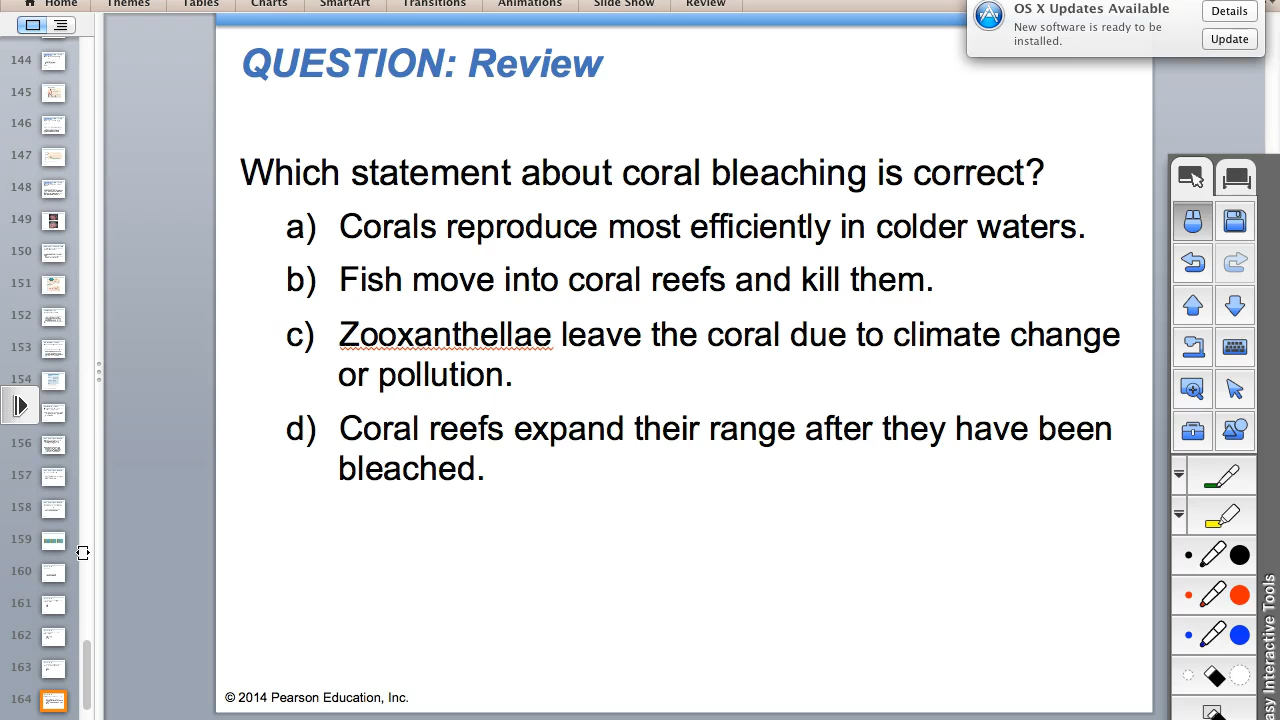 Home Themes Tables Charts SmartArt Transitions Animations Slide Show Review
OS X Updates Available
New software is ready to be
installed.
Details
Update
144
145
146
147
148
149
150
151
152
153
154
156
157
158
159
160
161
162
163
164
QUESTION: Review
Which statement about coral bleaching is correct?
a) Corals reproduce most efficiently in colder waters.
b) Fish move into coral reefs and kill them.
c) Zooxanthellae leave the coral due to climate change
or pollution.
d) Coral reefs expand their range after they have been
bleached.
© 2014 Pearson Education, Inc.
Interactive Tools